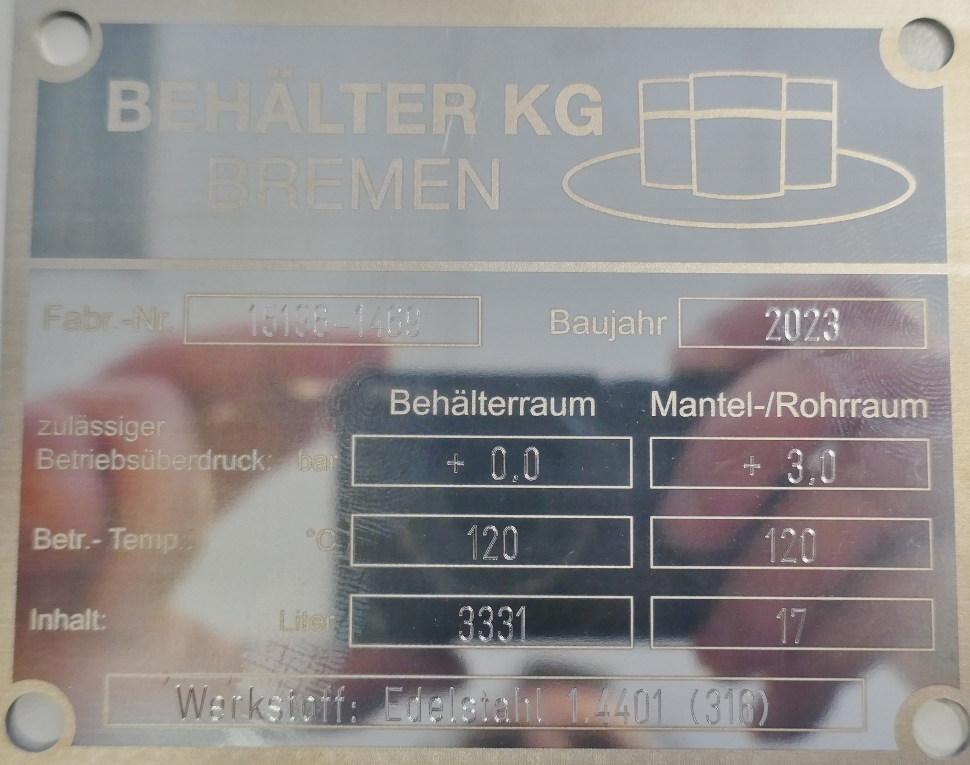 BEHÄLTER KG
BREMEN
Fabr.-Nr. 15136-1469 Baujahr 2023
Behälterraum Mantel-/Rohrraum
zulässiger
Betriebsüberdruck: bar + 0,0 + 3,0
Betr.- Temp.: °C 120 120
Inhalt: Liter 3331 17
Werkstoff: Edelstahl 1.4401 (316)